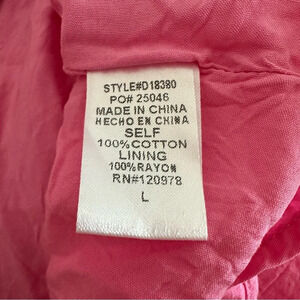 STYLE#D18380
PO# 25046
MADE IN CHINA
HECHO EN CHINA
SELF
100%COTTON
LINING
100%RAYON
RN#120978
L